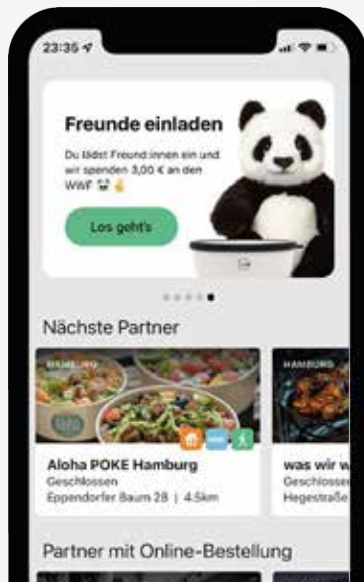 23:35
Freunde einladen
Du lädst Freund:innen ein und
wir spenden 3,00 € an den
WWF 🐼 ✌️
Los geht's
Nächste Partner
HAMBURG
HAMBURG
Aloha POKE Hamburg
was wir w
Geschlossen
Geschlossen
Eppendorfer Baum 28 | 4.5km
Hegestraße
Partner mit Online-Bestellung